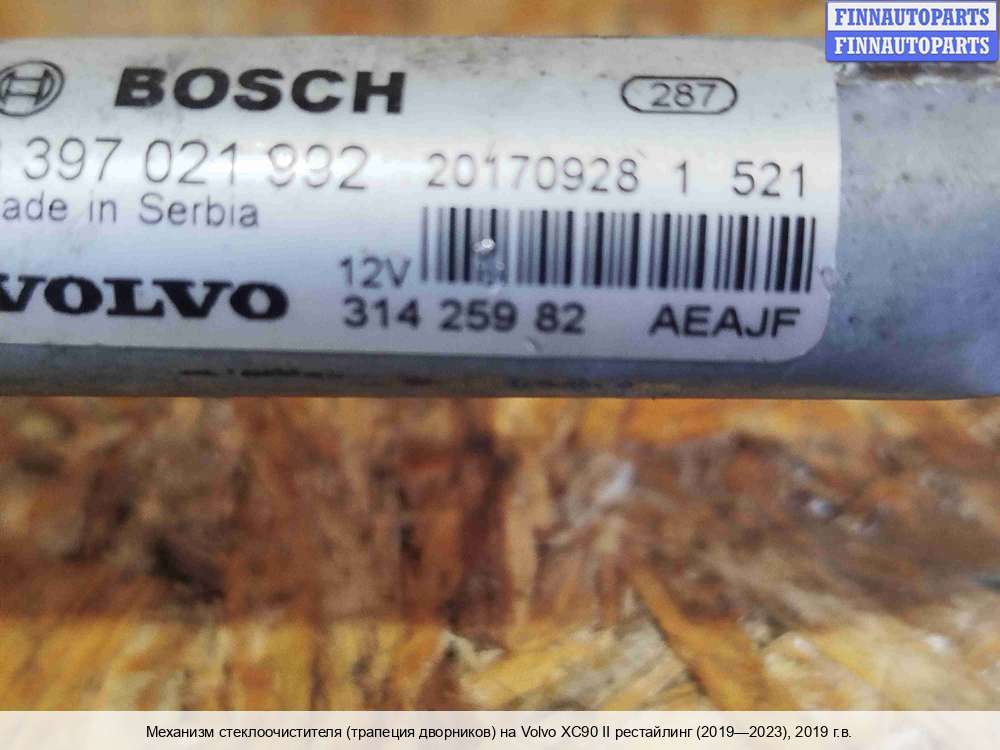 FINNAUTOPARTS
FINNAUTOPARTS
BOSCH 287
397 021 992 20170928 1 521
ade in Serbia
12V
VOLVO 314 259 82 AEAJF
Механизм стеклоочистителя (трапеция дворников) на Volvo XC90 II рестайлинг (2019—2023), 2019 г.в.